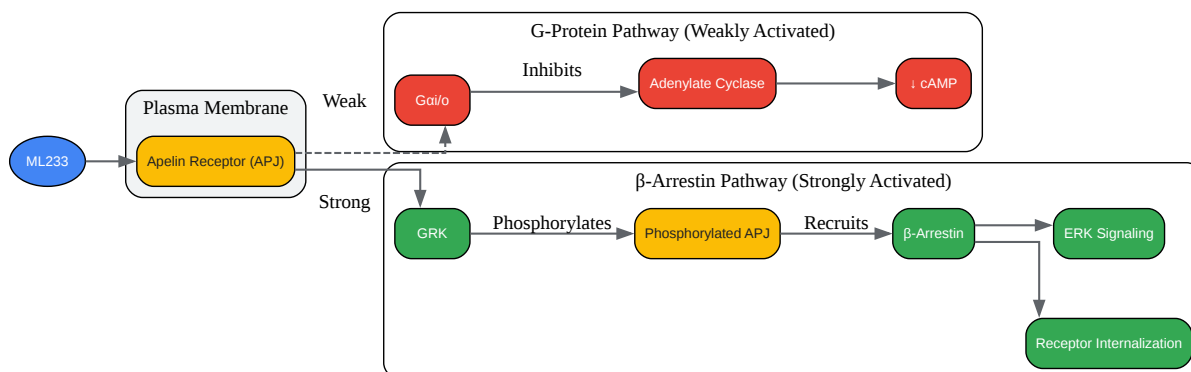 G-Protein Pathway (Weakly Activated)
Inhibits
Adenylate Cyclase
↓ cAMP
Gαi/o
Weak
Plasma Membrane
ML233
Apelin Receptor (APJ)
Strong
β-Arrestin Pathway (Strongly Activated)
GRK
Phosphorylates
Phosphorylated APJ
Recruits
β-Arrestin
ERK Signaling
Receptor Internalization